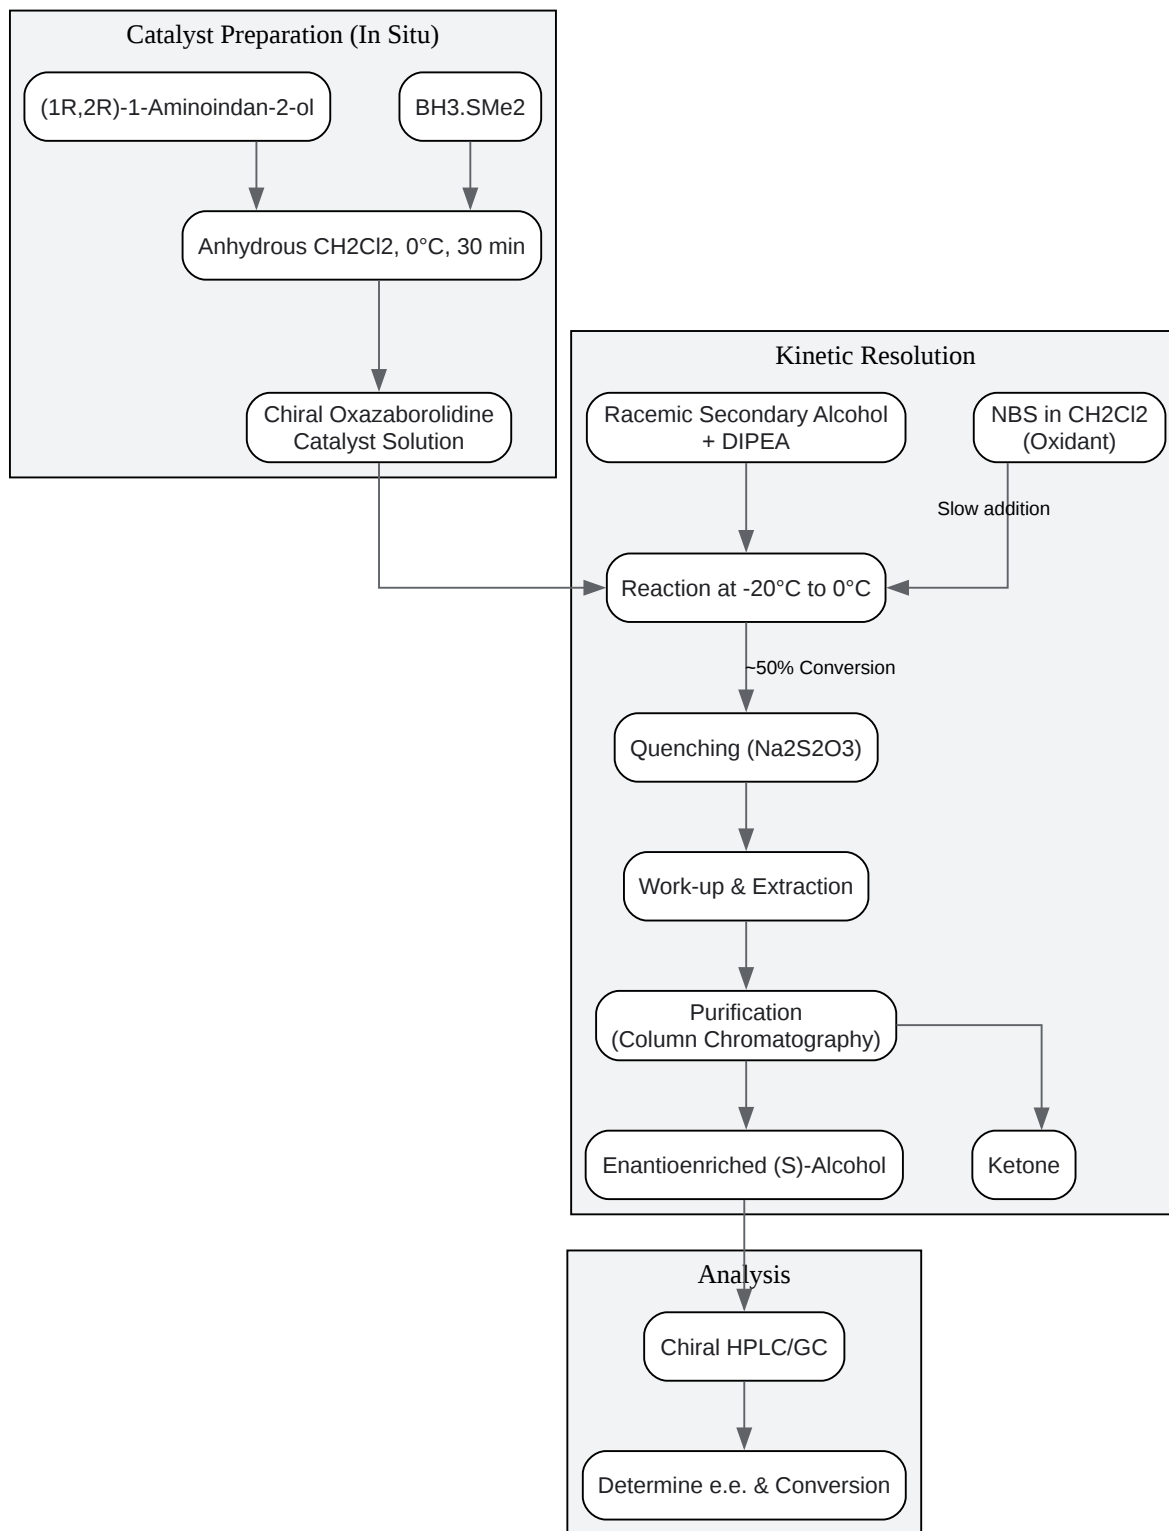 Catalyst Preparation (In Situ)
(1R,2R)-1-Aminoindan-2-ol
BH3.SMe2
Anhydrous CH2Cl2, 0°C, 30 min
Chiral Oxazaborolidine
Catalyst Solution
Kinetic Resolution
Racemic Secondary Alcohol
+ DIPEA
NBS in CH2Cl2
(Oxidant)
Slow addition
Reaction at -20°C to 0°C
~50% Conversion
Quenching (Na2S2O3)
Work-up & Extraction
Purification
(Column Chromatography)
Enantioenriched (S)-Alcohol
Ketone
Analysis
Chiral HPLC/GC
Determine e.e. & Conversion